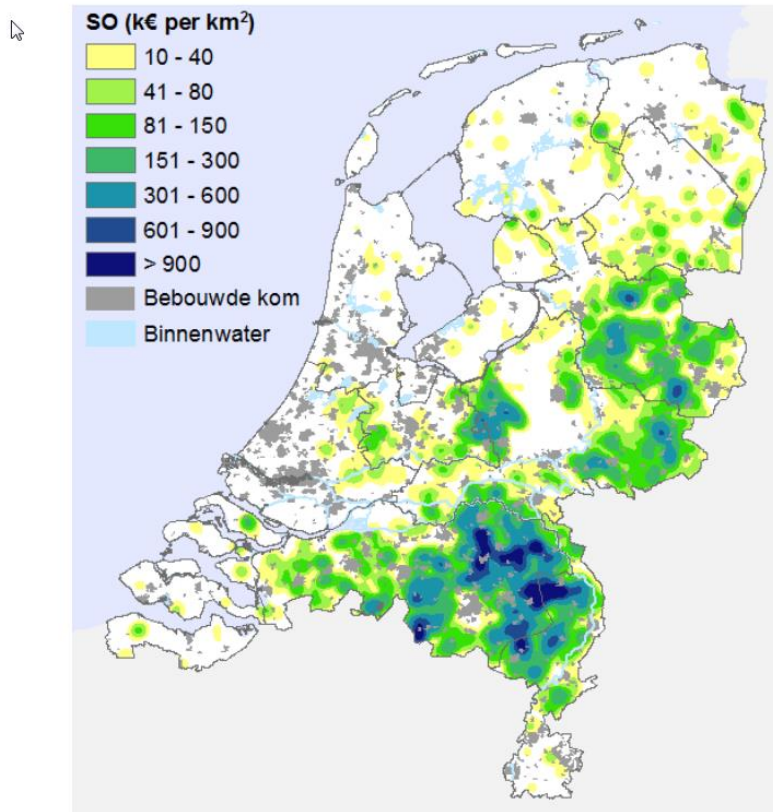 SO (k€ per km²)
10 - 40
41 - 80
81 - 150
151 - 300
301 - 600
601 - 900
> 900
Bebouwde kom
Binnenwater